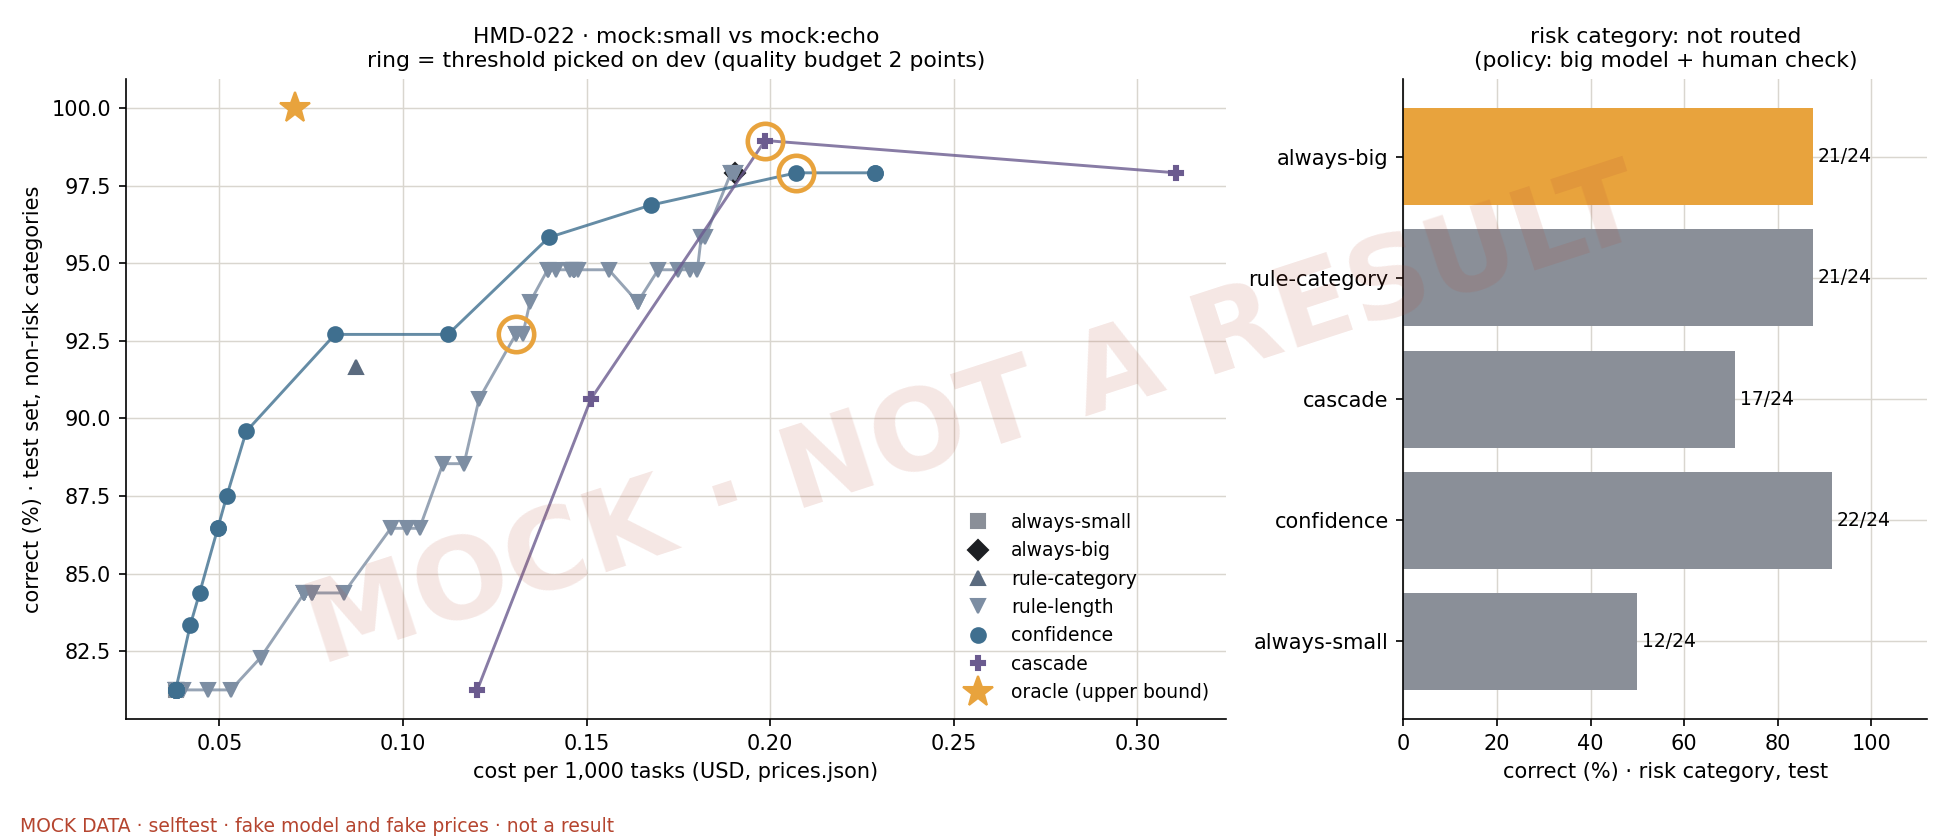 HMD-022 · mock:small vs mock:echo
ring = threshold picked on dev (quality budget 2 points)
correct (%) · test set, non-risk categories
100.0
97.5
95.0
92.5
90.0
87.5
85.0
82.5
0.05
0.10
0.15
0.20
0.25
0.30
cost per 1,000 tasks (USD, prices.json)
always-small
always-big
rule-category
rule-length
confidence
cascade
oracle (upper bound)
MOCK · NOT A RESULT
risk category: not routed
(policy: big model + human check)
always-big
21/24
rule-category
21/24
cascade
17/24
confidence
22/24
always-small
12/24
0
20
40
60
80
100
correct (%) · risk category, test
MOCK DATA · selftest · fake model and fake prices · not a result